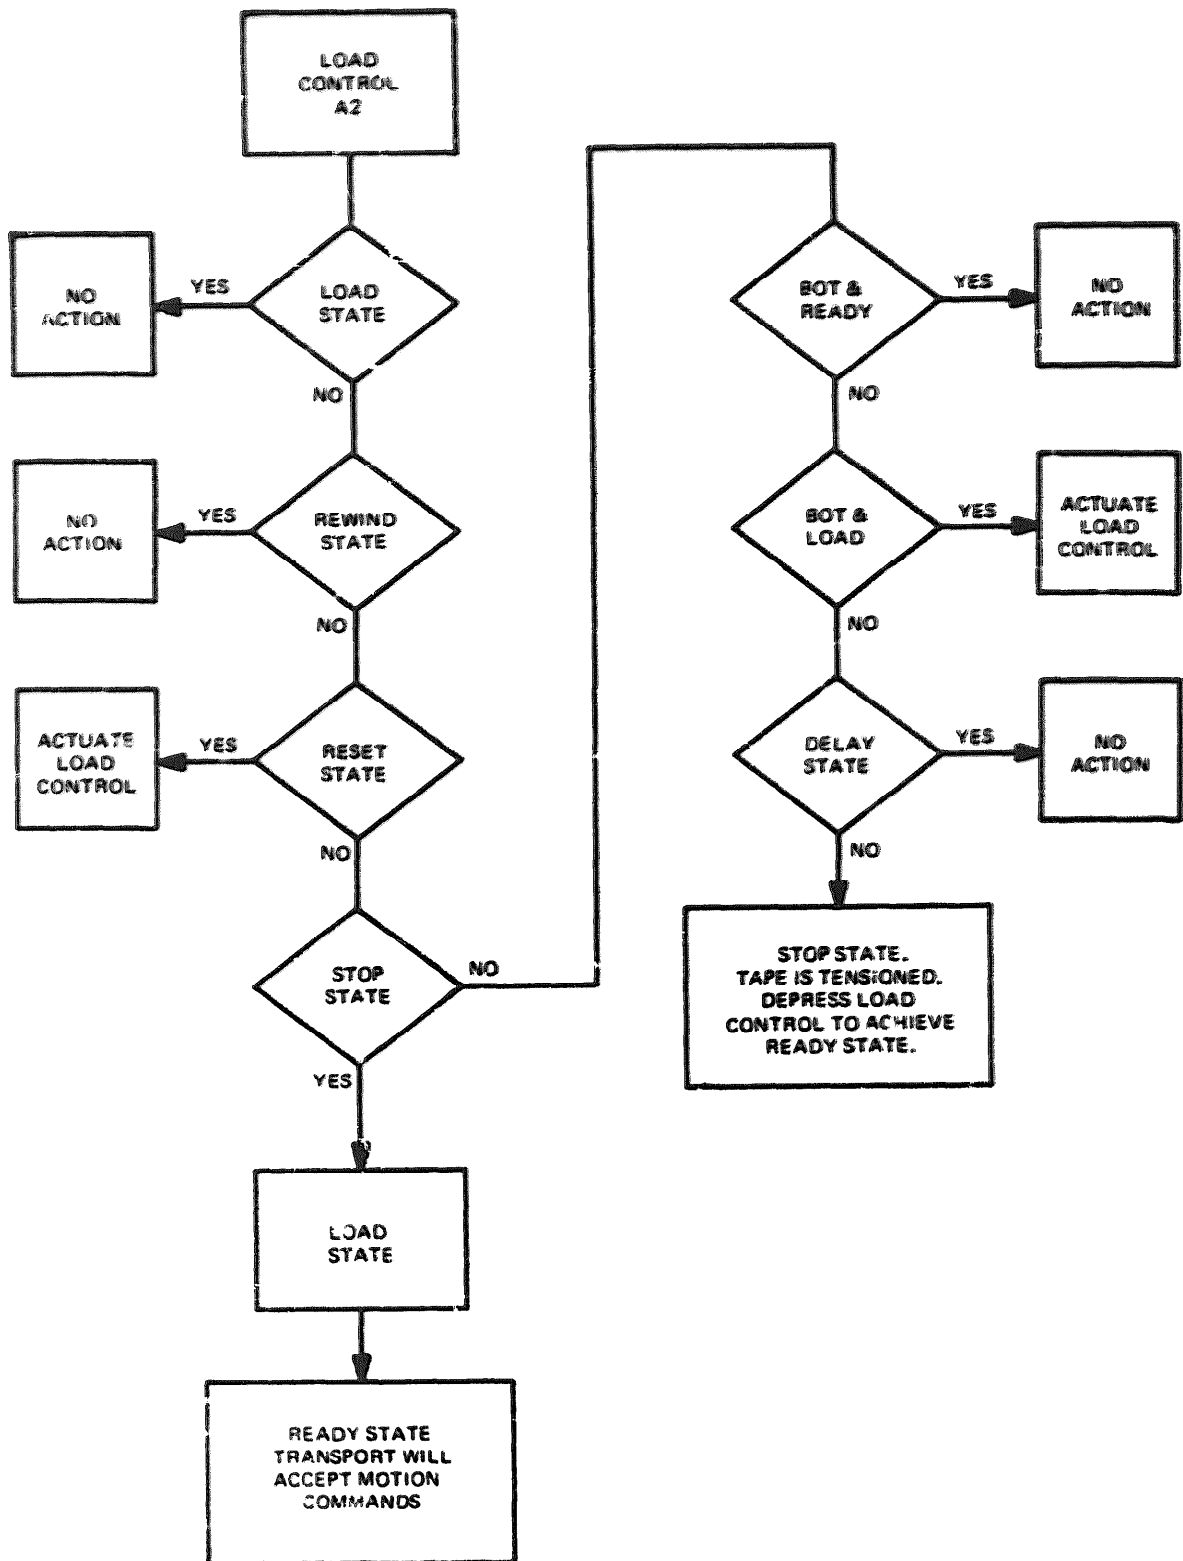 LOAD
CONTROL
A2
LOAD
STATE
YES
NO
ACTION
NO
REWIND
STATE
YES
NO
ACTION
NO
RESET
STATE
YES
ACTUATE
LOAD
CONTROL
NO
STOP
STATE
NO
YES
LOAD
STATE
READY STATE
TRANSPORT WILL
ACCEPT MOTION
COMMANDS
BOT &
READY
YES
NO
ACTION
NO
BOT &
LOAD
YES
ACTUATE
LOAD
CONTROL
NO
DELAY
STATE
YES
NO
ACTION
NO
STOP STATE.
TAPE IS TENSIONED.
DEPRESS LOAD
CONTROL TO ACHIEVE
READY STATE.